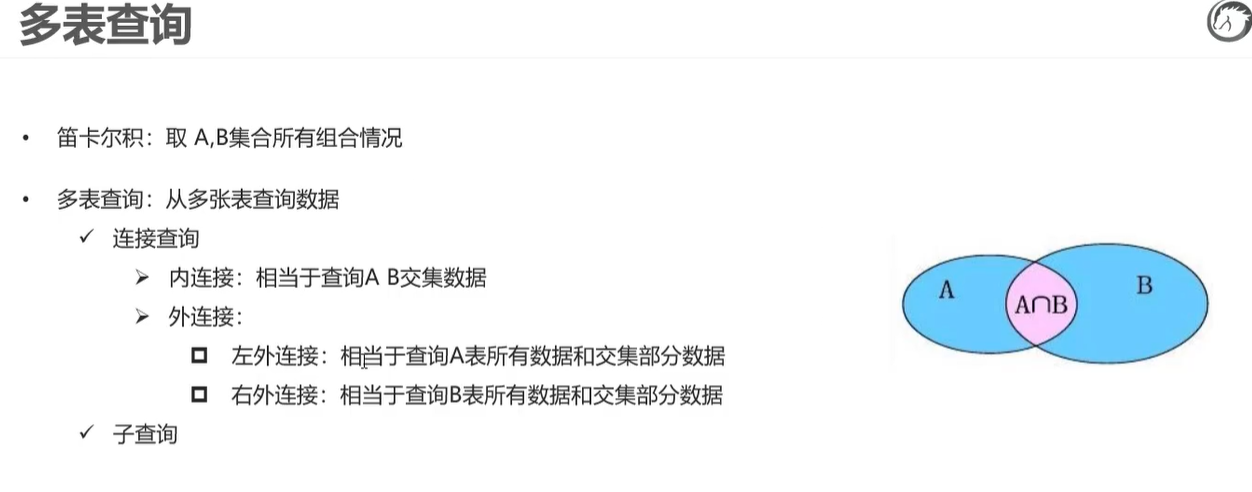 多表查询
• 笛卡尔积：取 A,B集合所有组合情况
• 多表查询：从多张表查询数据
✓ 连接查询
➢ 内连接：相当于查询A B交集数据
➢ 外连接：
□ 左外连接：相当于查询A表所有数据和交集部分数据
□ 右外连接：相当于查询B表所有数据和交集部分数据
✓ 子查询
A
A∩B
B